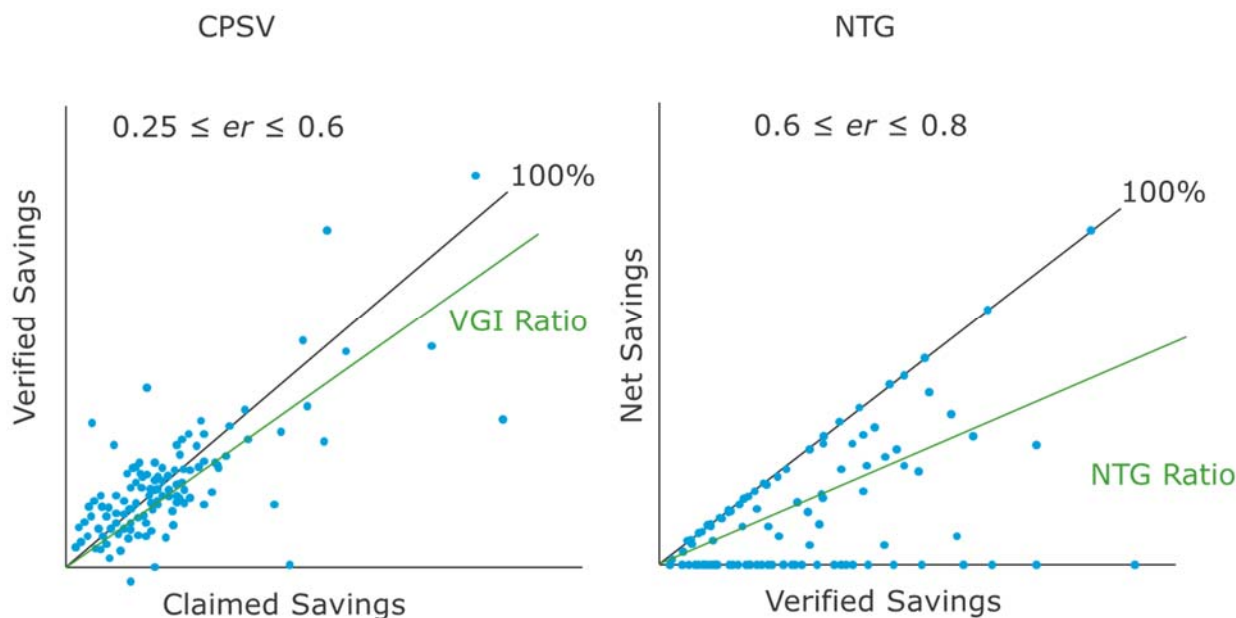 CPSV
0.25 ≤ er ≤ 0.6
100%
VGI Ratio
Verified Savings
Claimed Savings
NTG
0.6 ≤ er ≤ 0.8
100%
NTG Ratio
Net Savings
Verified Savings